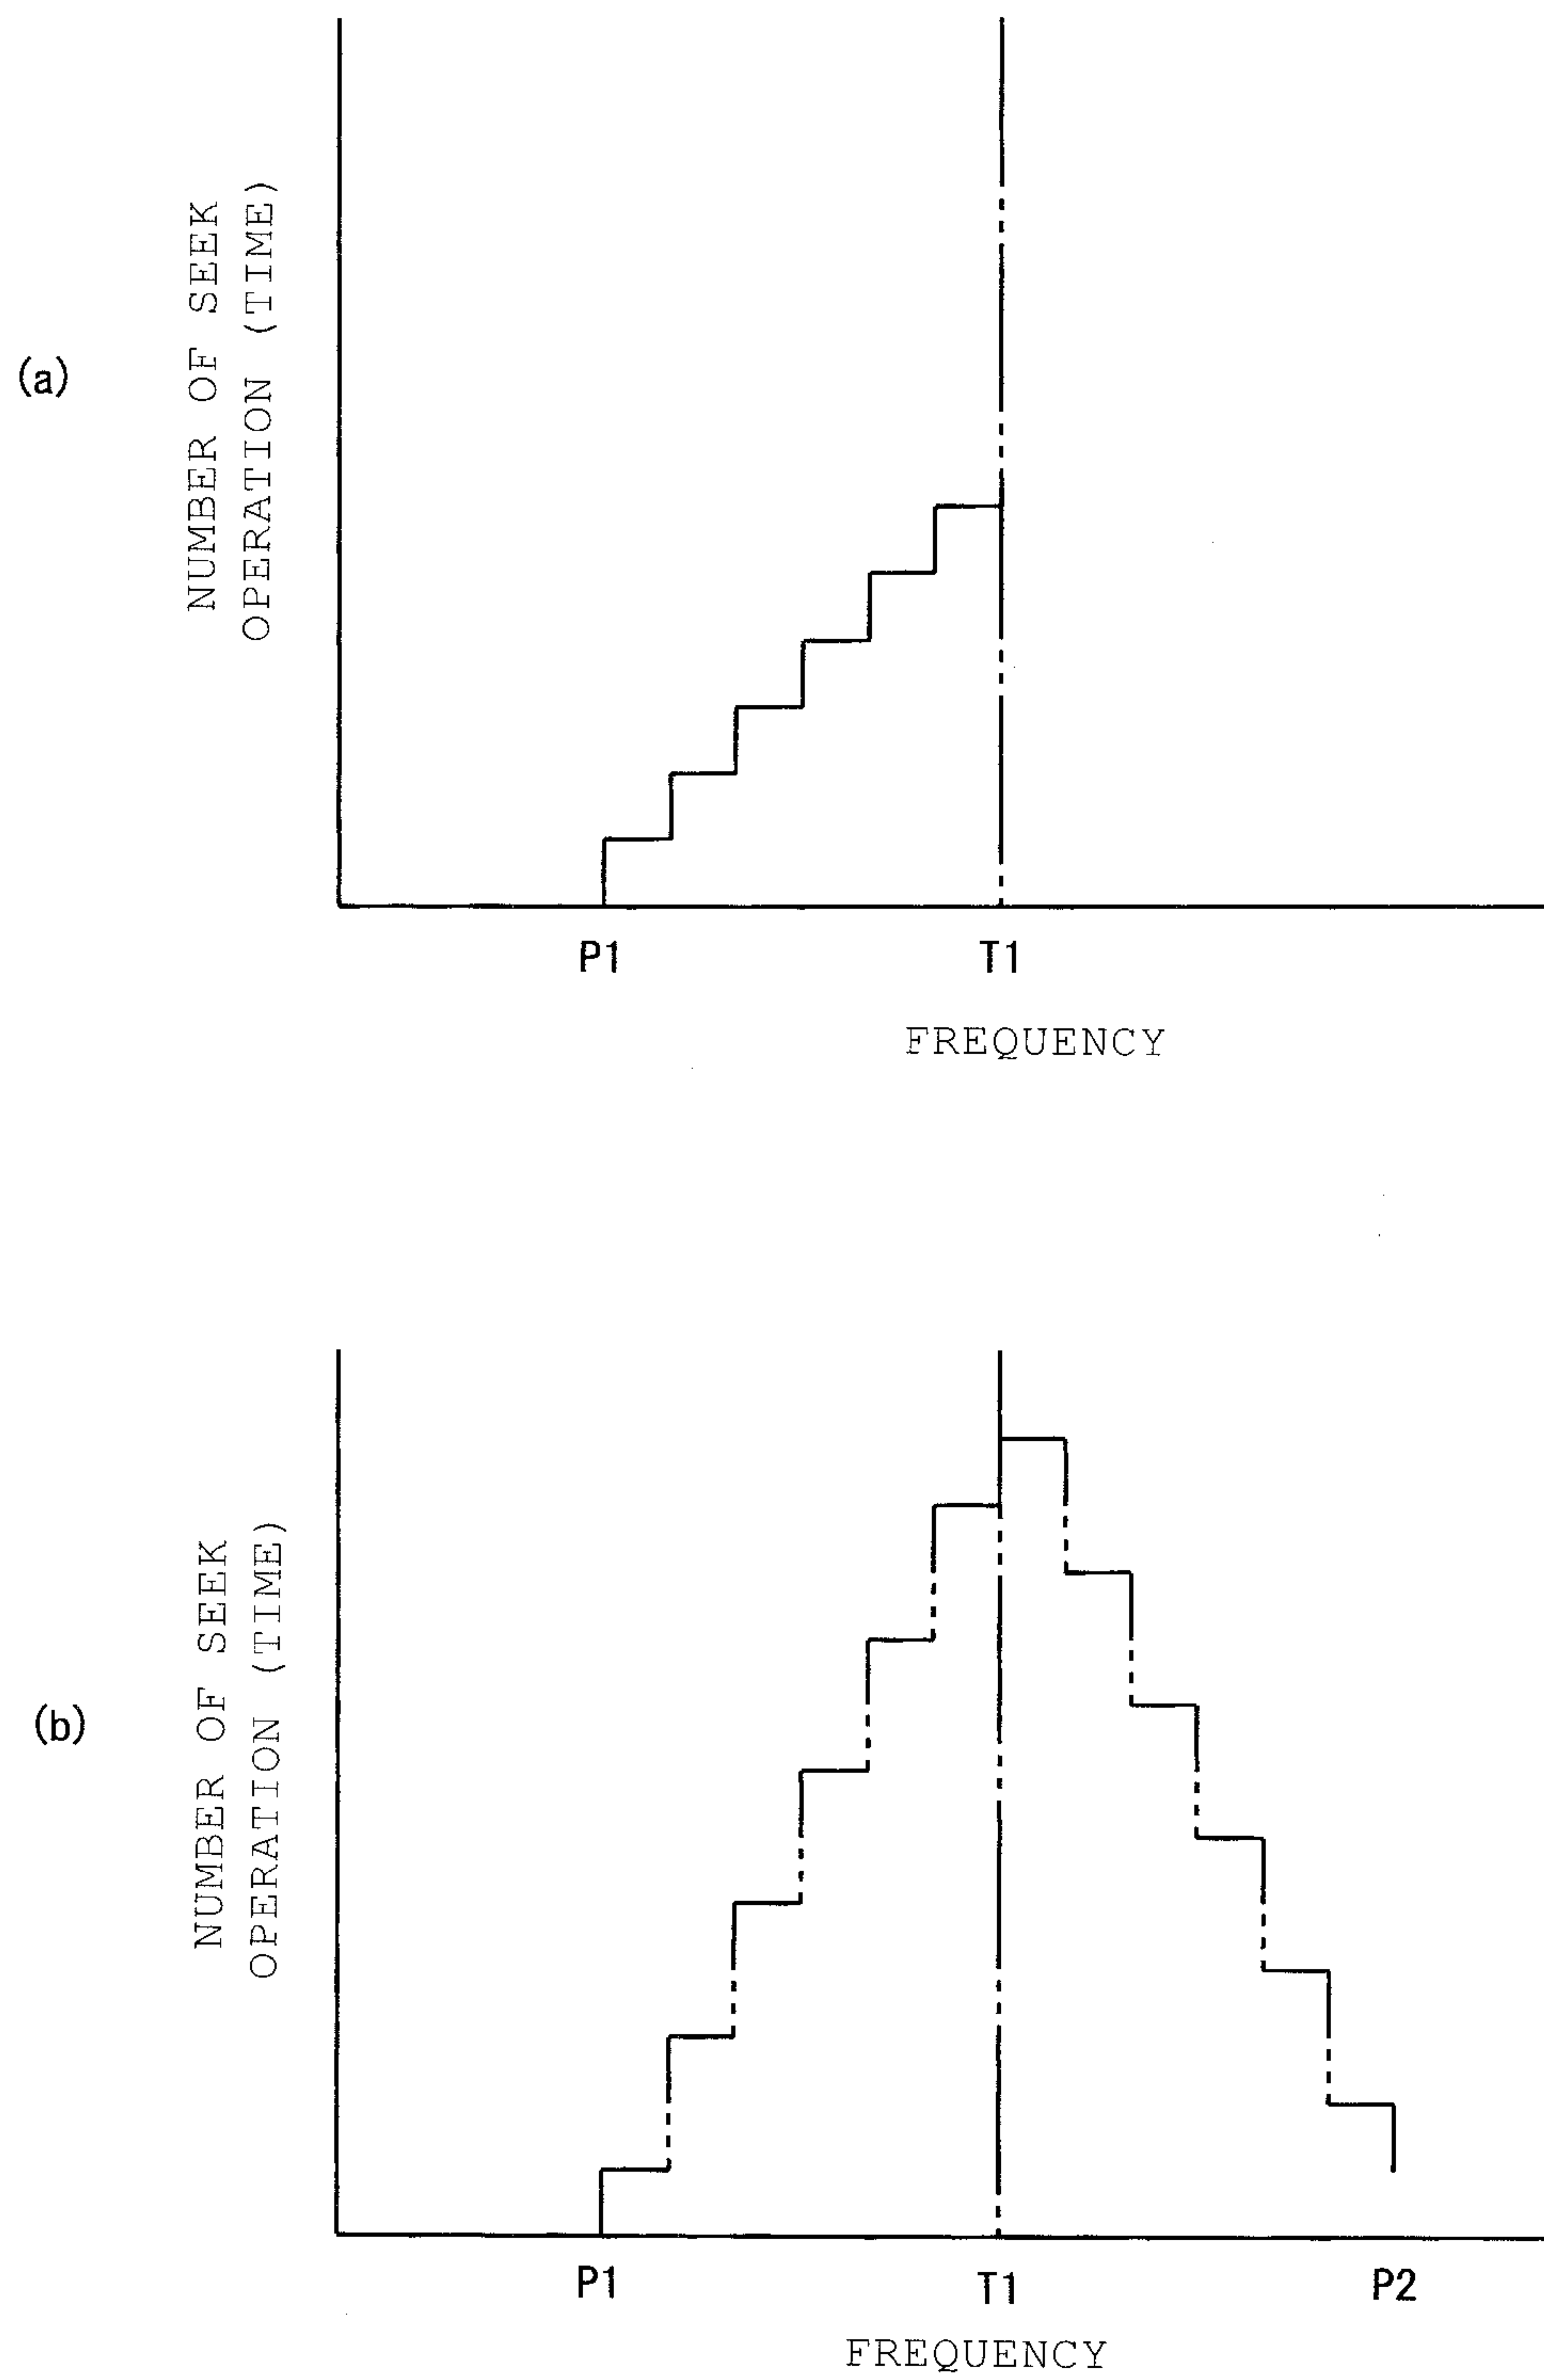 (a)
NUMBER OF SEEK
OPERATION (TIME)
P1
T1
FREQUENCY
(b)
NUMBER OF SEEK
OPERATION (TIME)
P1
T1
P2
FREQUENCY